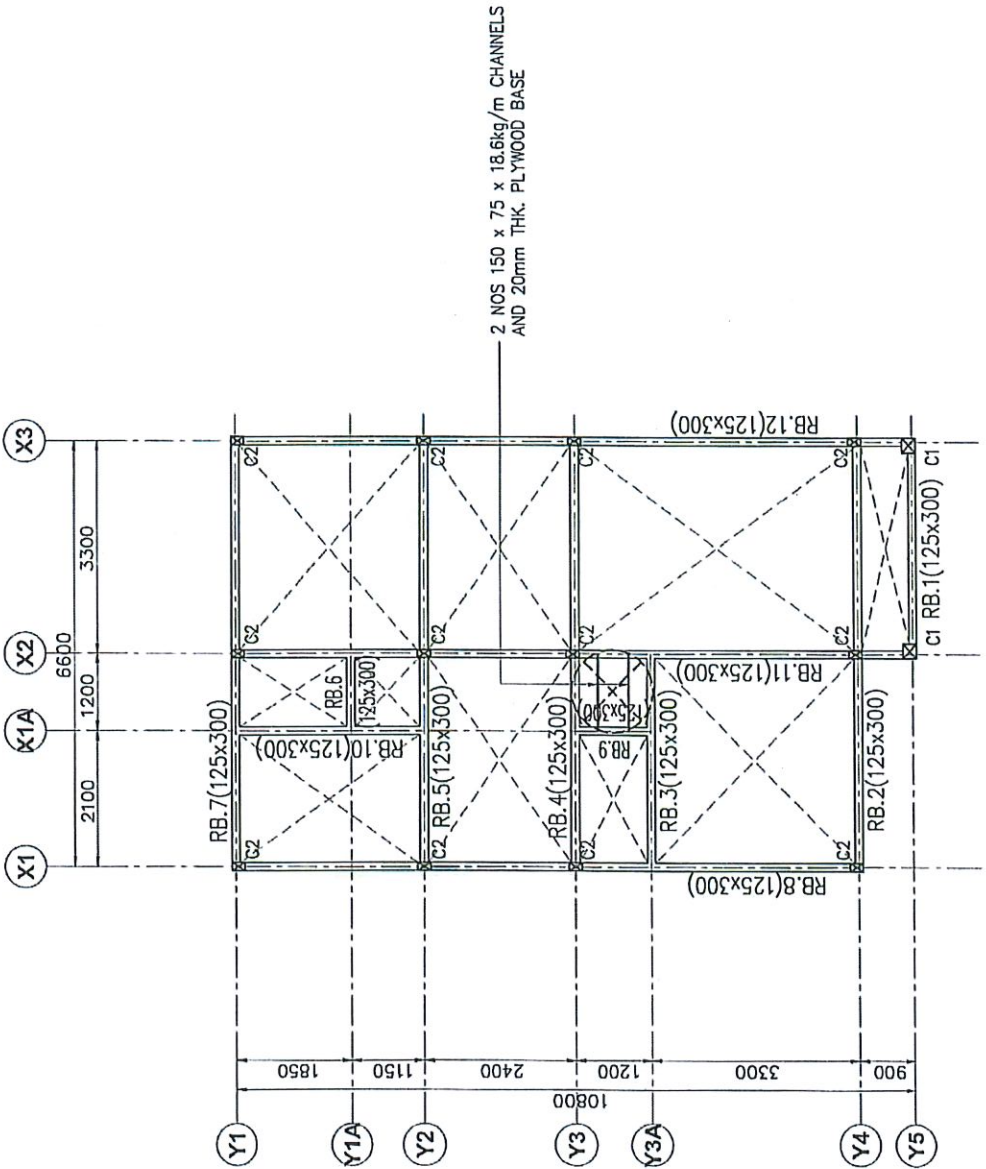 X1
X1A
X2
X3
6600
2100
1200
3300
2 NOS 150 x 75 x 18.6kg/m CHANNELS
AND 20mm THK. PLYWOOD BASE
Y1
Y1A
Y2
Y3
Y3A
Y4
Y5
10800
1850
1150
2400
1200
3300
900
RB.7(125x300)
C2
C2
C2
RB.10(125x300)
RB.6
(125x300)
RB.5(125x300)
C2
C2
C2
RB.4(125x300)
C2
C2
C2
RB.9
(125x300)
RB.3(125x300)
RB.8(125x300)
RB.11(125x300)
RB.12(125x300)
C2
C2
C2
RB.2(125x300)
C1
RB.1(125x300)
C1